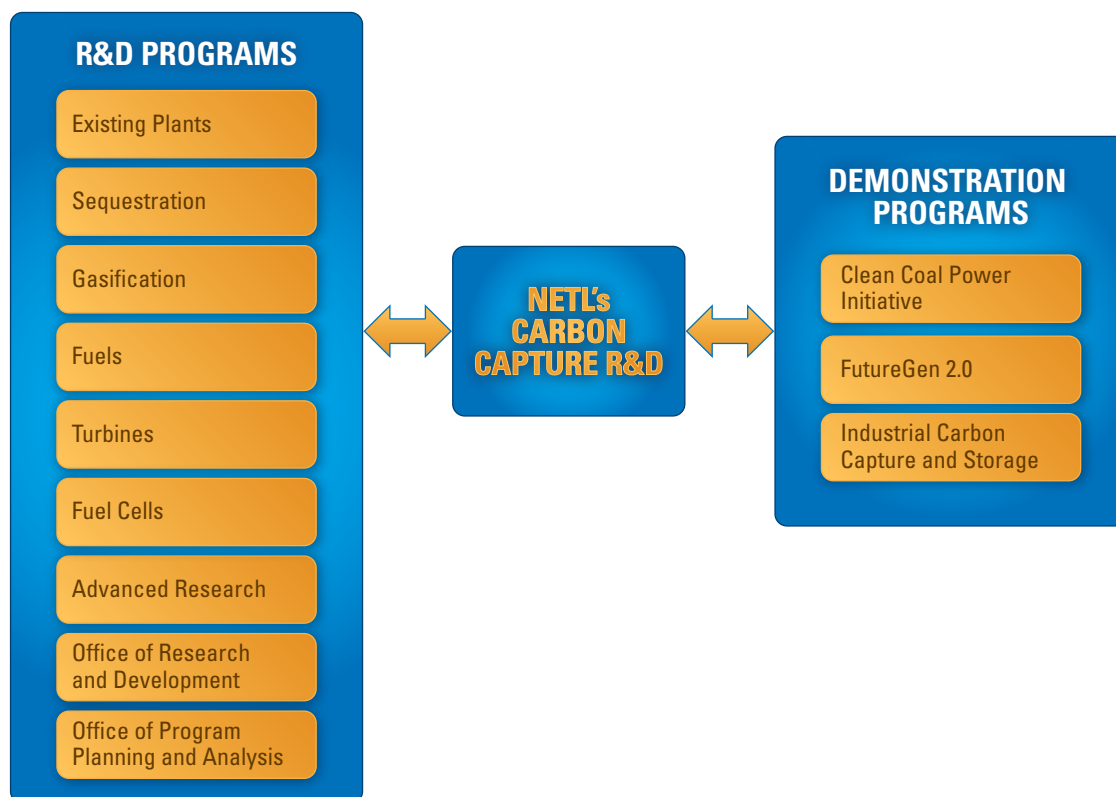 R&D PROGRAMS
Existing Plants
Sequestration
Gasification
Fuels
Turbines
Fuel Cells
Advanced Research
Office of Research
and Development
Office of Program
Planning and Analysis
NETL's
CARBON
CAPTURE R&D
DEMONSTRATION
PROGRAMS
Clean Coal Power
Initiative
FutureGen 2.0
Industrial Carbon
Capture and Storage